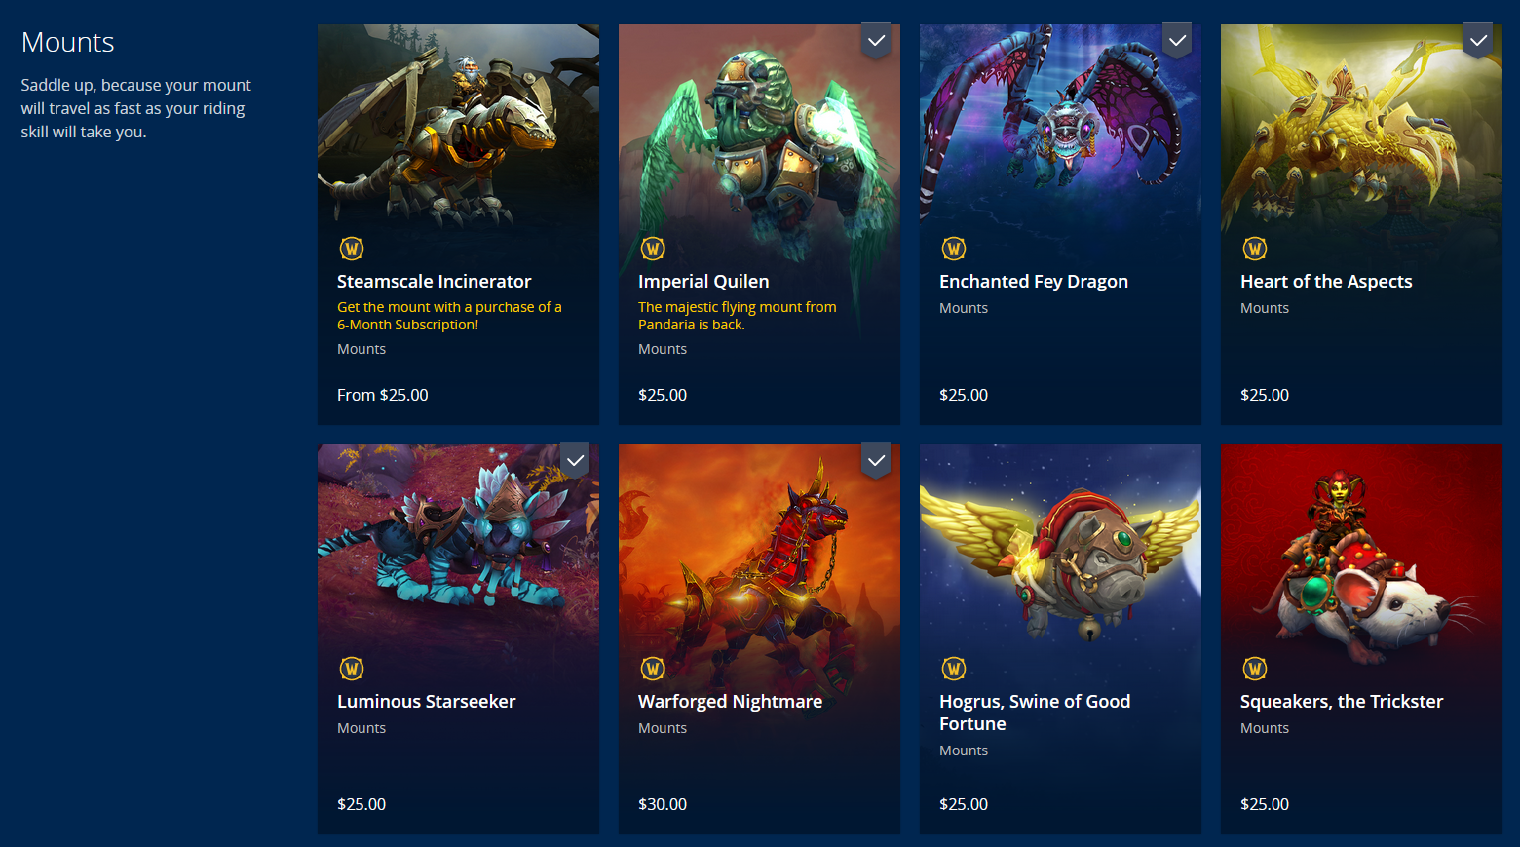 Mounts
Saddle up, because your mount
will travel as fast as your riding
skill will take you.
W
Steamscale Incinerator
Get the mount with a purchase of a
6-Month Subscription!
Mounts
From $25.00
W
Imperial Quilen
The majestic flying mount from
Pandaria is back.
Mounts
$25.00
W
Enchanted Fey Dragon
Mounts
$25.00
W
Heart of the Aspects
Mounts
$25.00
W
Luminous Starseeker
Mounts
$25.00
W
Warforged Nightmare
Mounts
$30.00
W
Hogrus, Swine of Good
Fortune
Mounts
$25.00
W
Squeakers, the Trickster
Mounts
$25.00